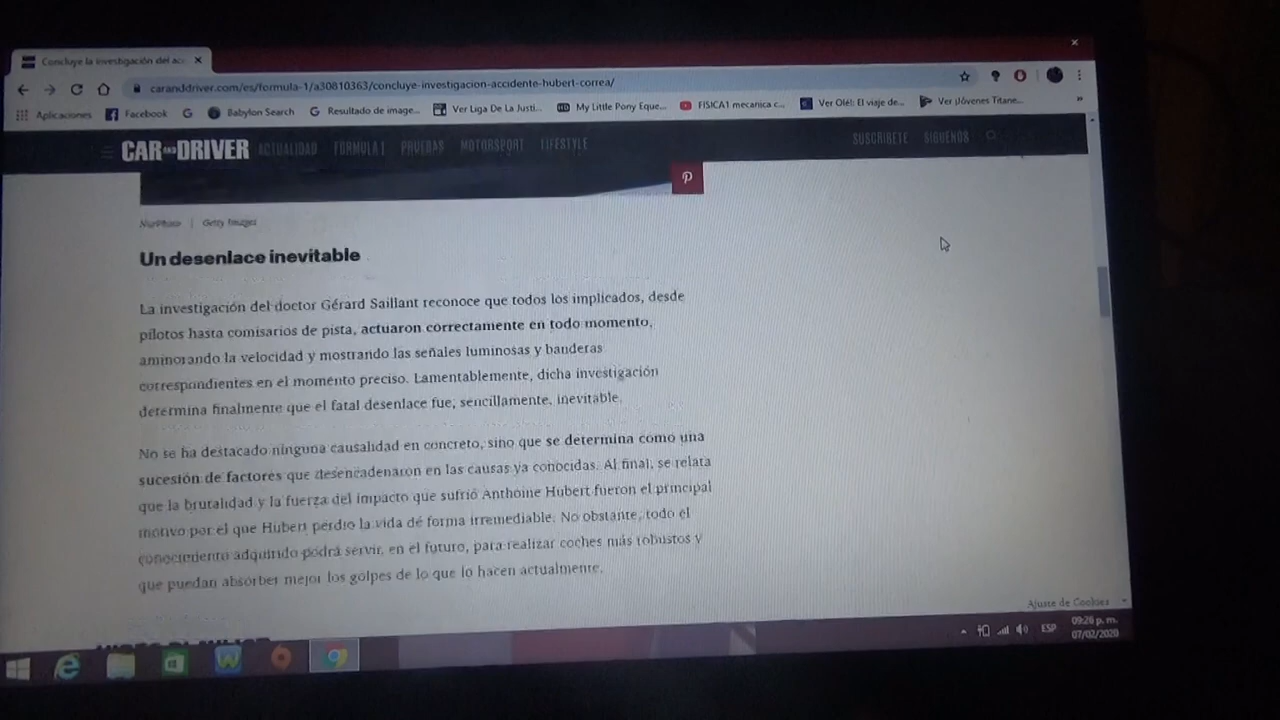 Concluye la investigación del acc
caranddriver.com/es/formula-1/a30810363/concluye-investigacion-accidente-hubert-correa/
Aplicaciones Facebook Babylon Search Resultado de image... Ver Liga De La Justi... My Little Pony Eque... FISICA1 mecanica c... Ver Olé!: El viaje de... Ver ¡Jóvenes Titane...
CAR AND DRIVER ACTUALIDAD FÓRMULA 1 PRUEBAS MOTORSPORT LIFESTYLE SUSCRÍBETE SÍGUENOS
NurPhoto | Getty Images
Un desenlace inevitable
La investigación del doctor Gérard Saillant reconoce que todos los implicados, desde
pilotos hasta comisarios de pista, actuaron correctamente en todo momento,
aminorando la velocidad y mostrando las señales luminosas y banderas
correspondientes en el momento preciso. Lamentablemente, dicha investigación
determina finalmente que el fatal desenlace fue, sencillamente, inevitable.
No se ha destacado ninguna causalidad en concreto, sino que se determina como una
sucesión de factores que desencadenaron en las causas ya conocidas. Al final, se relata
que la brutalidad y la fuerza del impacto que sufrió Anthoine Hubert fueron el principal
motivo por el que Hubert perdió la vida de forma irremediable. No obstante, todo el
conocimiento adquirido podrá servir, en el futuro, para realizar coches más robustos y
que puedan absorber mejor los golpes de lo que lo hacen actualmente.
Ajuste de Cookies
ESP
09:26 p. m.
07/02/2020